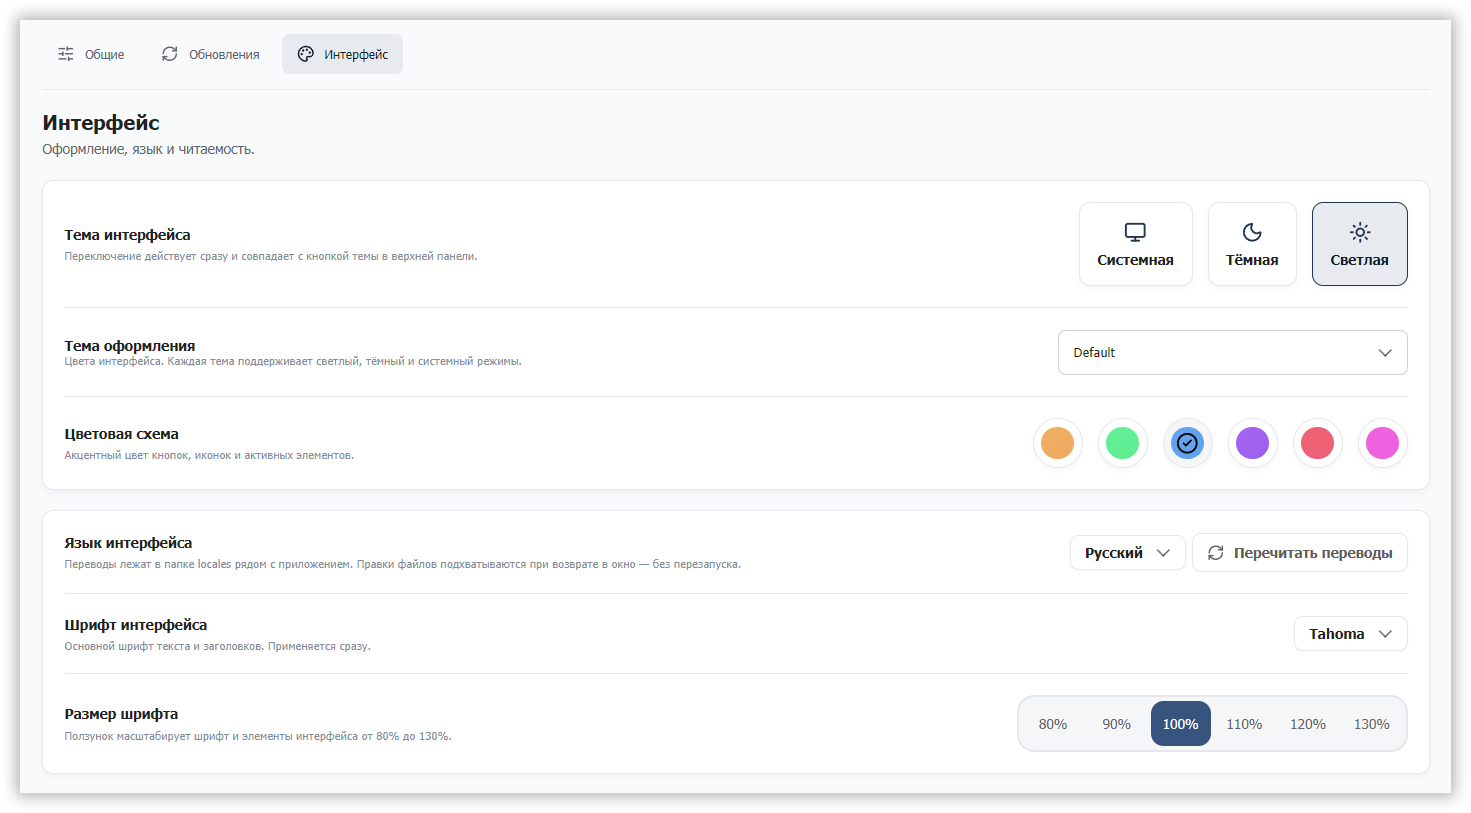 Общие
Обновления
Интерфейс
Интерфейс
Оформление, язык и читаемость.
Тема интерфейса
Переключение действует сразу и совпадает с кнопкой темы в верхней панели.
Системная
Тёмная
Светлая
Тема оформления
Цвета интерфейса. Каждая тема поддерживает светлый, тёмный и системный режимы.
Default
Цветовая схема
Акцентный цвет кнопок, иконок и активных элементов.
Язык интерфейса
Переводы лежат в папке locales рядом с приложением. Правки файлов подхватываются при возврате в окно — без перезапуска.
Русский
Перечитать переводы
Шрифт интерфейса
Основной шрифт текста и заголовков. Применяется сразу.
Tahoma
Размер шрифта
Ползунок масштабирует шрифт и элементы интерфейса от 80% до 130%.
80% 90% 100% 110% 120% 130%